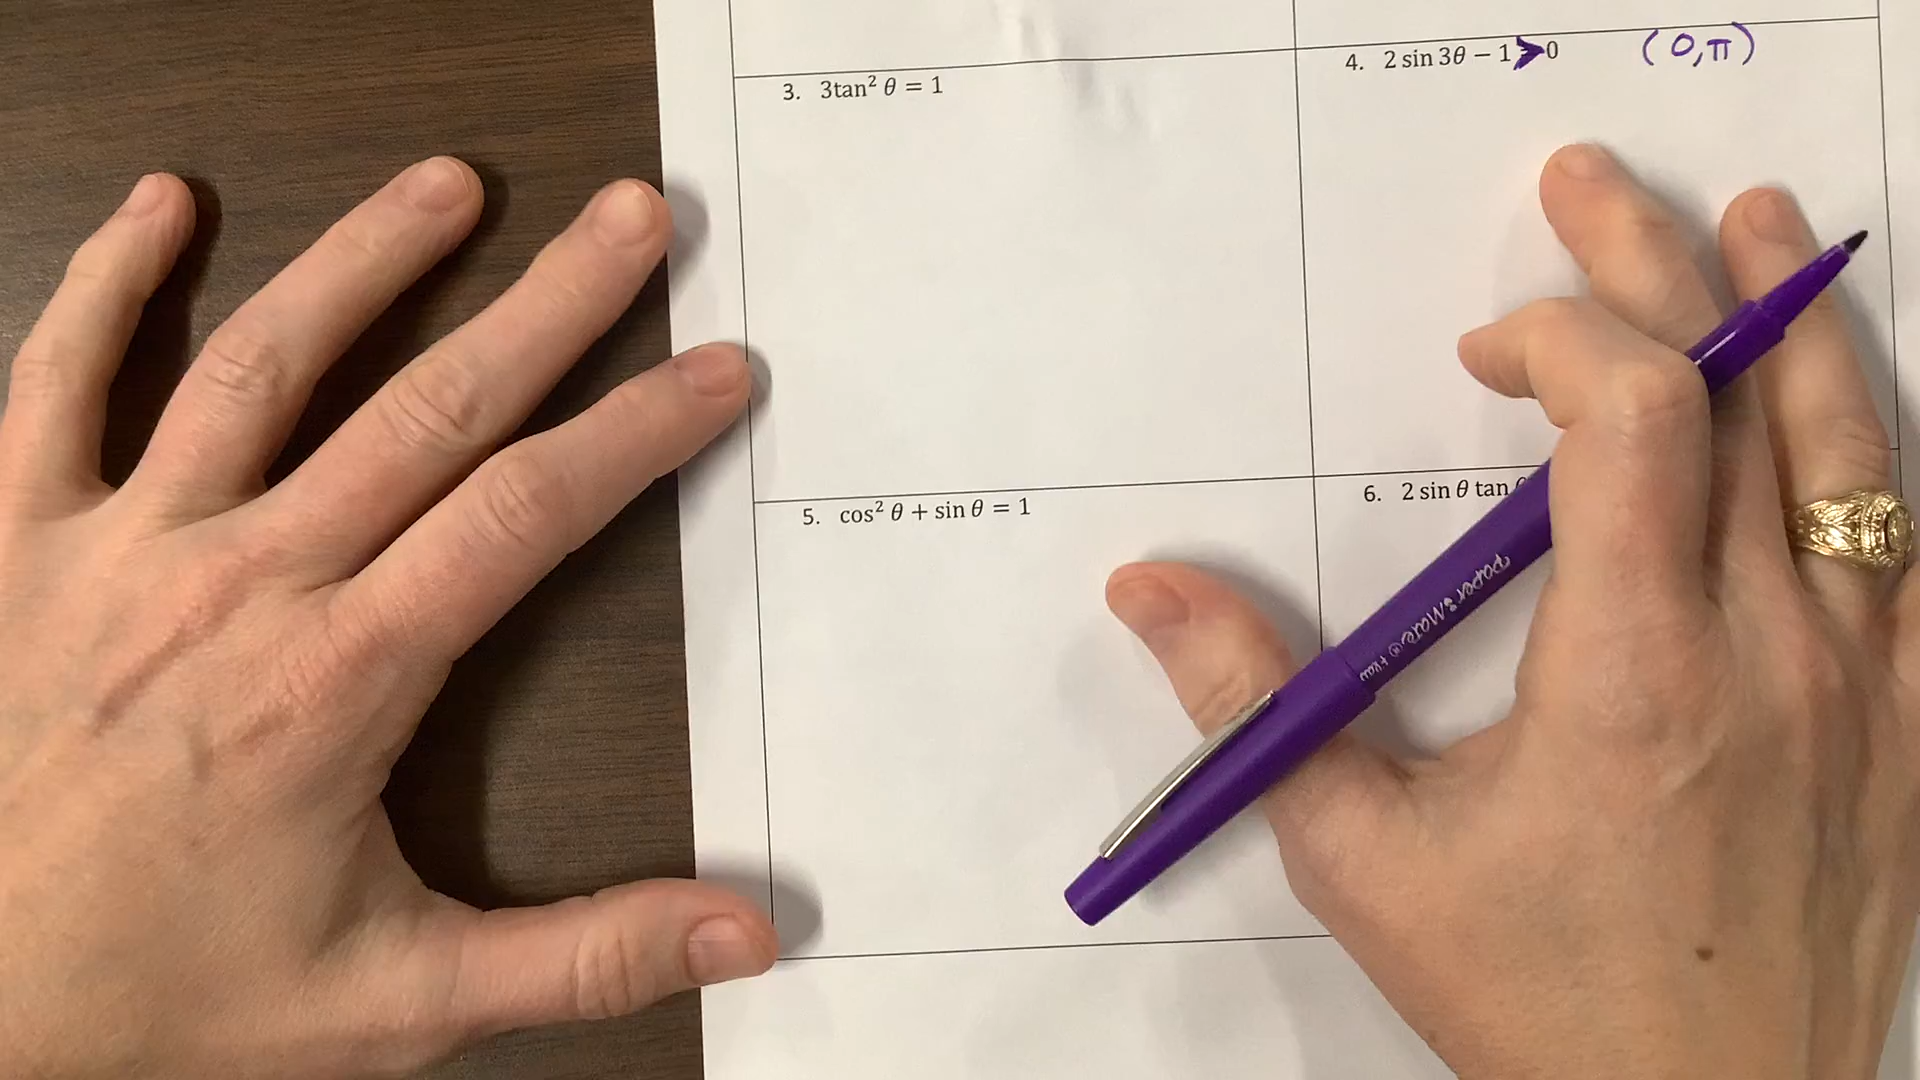 3. 3tan² θ = 1
4. 2 sin 3θ − 1 > 0 (0,π)
5. cos² θ + sin θ = 1
6. 2 sin θ tan
Paper Mate Flair